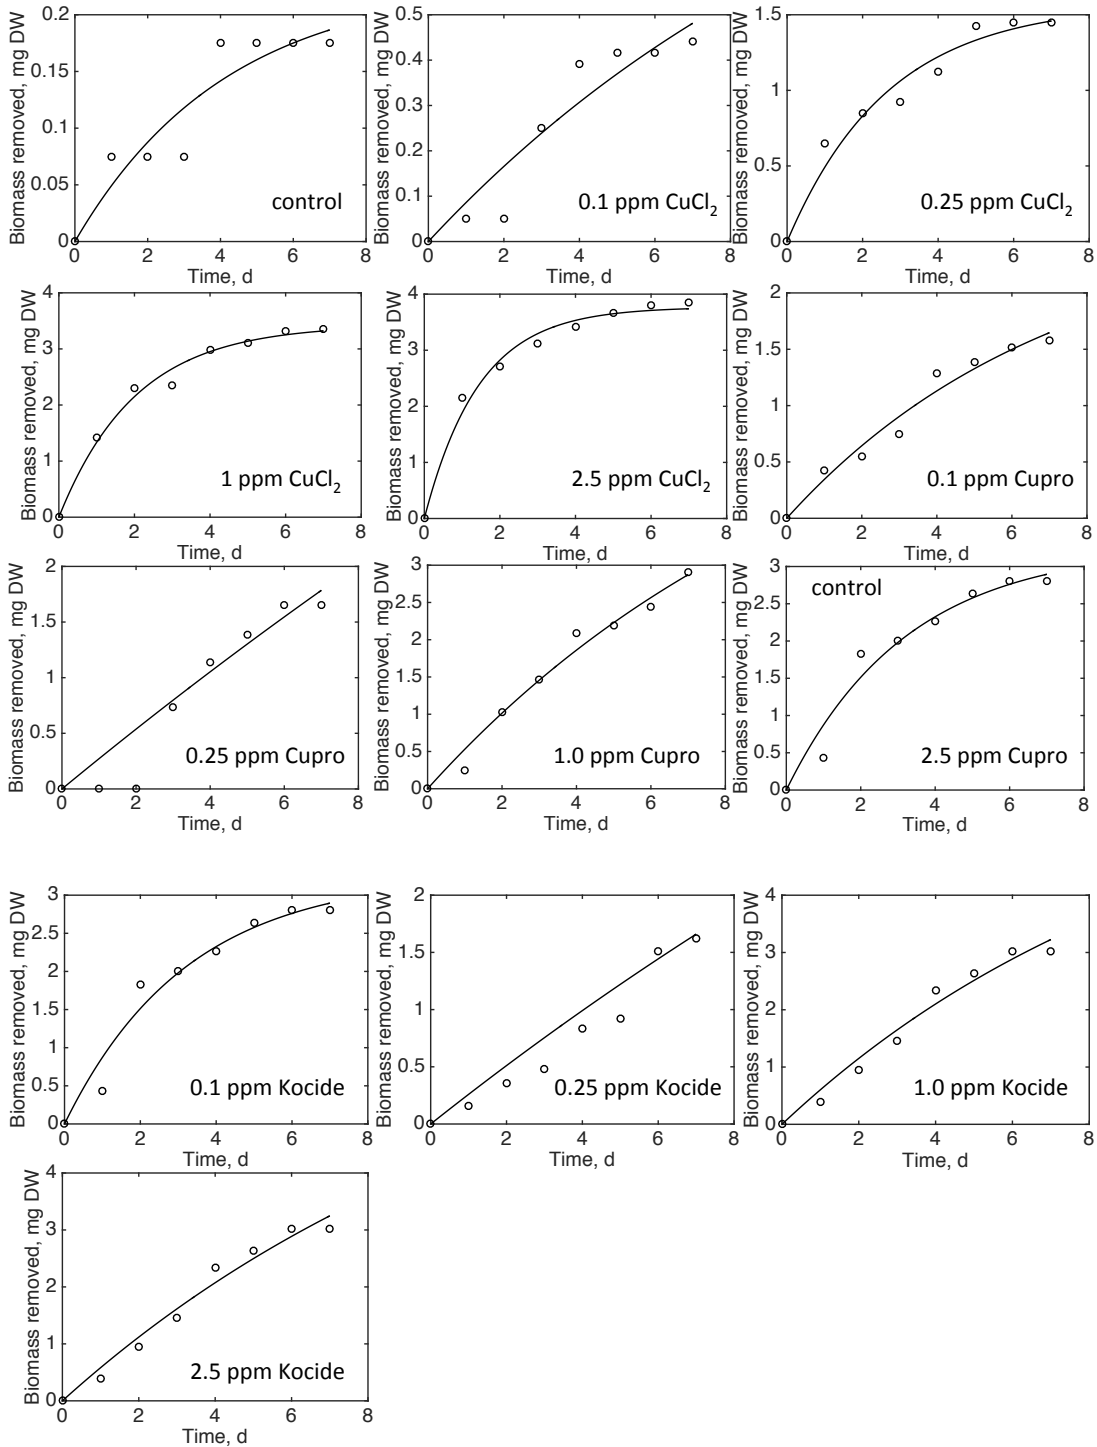 Biomass removed, mg DW
0.2
0.15
0.1
0.05
0
control
0 2 4 6 8
Time, d
Biomass removed, mg DW
0.5
0.4
0.3
0.2
0.1
0
0.1 ppm CuCl₂
0 2 4 6 8
Time, d
Biomass removed, mg DW
1.5
1
0.5
0
0.25 ppm CuCl₂
0 2 4 6 8
Time, d
Biomass removed, mg DW
4
3
2
1
0
1 ppm CuCl₂
0 2 4 6 8
Time, d
Biomass removed, mg DW
4
3
2
1
0
2.5 ppm CuCl₂
0 2 4 6 8
Time, d
Biomass removed, mg DW
2
1.5
1
0.5
0
0.1 ppm Cupro
0 2 4 6 8
Time, d
Biomass removed, mg DW
2
1.5
1
0.5
0
0.25 ppm Cupro
0 2 4 6 8
Time, d
Biomass removed, mg DW
3
2.5
2
1.5
1
0.5
0
1.0 ppm Cupro
0 2 4 6 8
Time, d
Biomass removed, mg DW
3
2.5
2
1.5
1
0.5
0
control
2.5 ppm Cupro
0 2 4 6 8
Time, d
Biomass removed, mg DW
3
2.5
2
1.5
1
0.5
0
0.1 ppm Kocide
0 2 4 6 8
Time, d
Biomass removed, mg DW
2
1.5
1
0.5
0
0.25 ppm Kocide
0 2 4 6 8
Time, d
Biomass removed, mg DW
4
3
2
1
0
1.0 ppm Kocide
0 2 4 6 8
Time, d
Biomass removed, mg DW
4
3
2
1
0
2.5 ppm Kocide
0 2 4 6 8
Time, d